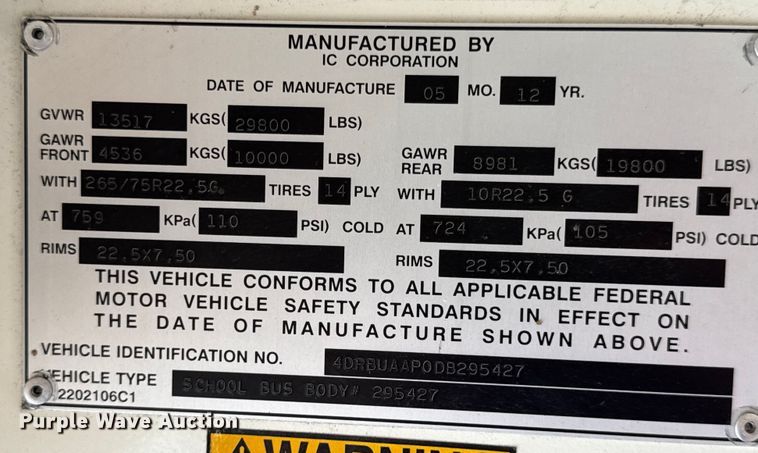 MANUFACTURED BY
IC CORPORATION
DATE OF MANUFACTURE 05 MO. 12 YR.
GVWR 13517 KGS( 29800 LBS)
GAWR FRONT 4536 KGS( 10000 LBS) GAWR REAR 8981 KGS( 19800 LBS)
WITH 265/75R22.5G TIRES 14 PLY WITH 10R22.5 G TIRES 14 PLY
AT 759 KPa( 110 PSI) COLD AT 724 KPa( 105 PSI) COLD
RIMS 22.5X7.50 RIMS 22.5X7.50
THIS VEHICLE CONFORMS TO ALL APPLICABLE FEDERAL
MOTOR VEHICLE SAFETY STANDARDS IN EFFECT ON
THE DATE OF MANUFACTURE SHOWN ABOVE.
VEHICLE IDENTIFICATION NO. 4DRBUAAP0DB295427
VEHICLE TYPE SCHOOL BUS BODY# 295427
2202106C1
Purple Wave Auction
WARNING